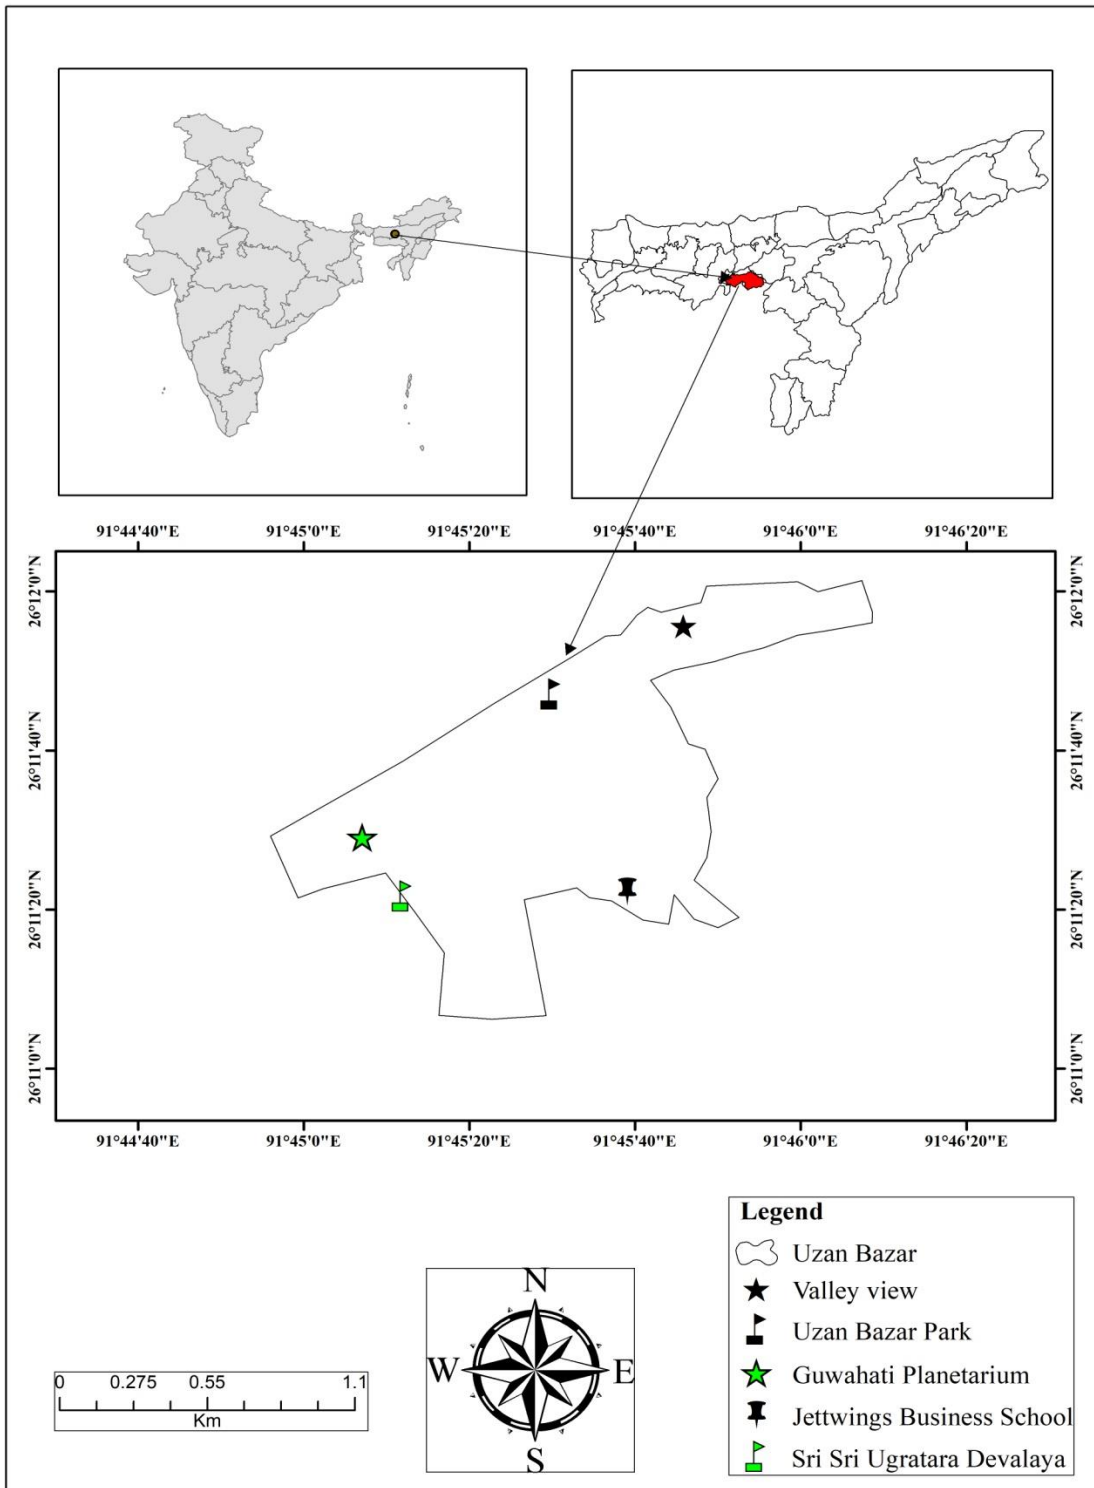 91°44'40"E 91°45'0"E 91°45'20"E 91°45'40"E 91°46'0"E 91°46'20"E
26°12'0"N 26°12'0"N
26°11'40"N 26°11'40"N
26°11'20"N 26°11'20"N
26°11'0"N 26°11'0"N
91°44'40"E 91°45'0"E 91°45'20"E 91°45'40"E 91°46'0"E 91°46'20"E
Legend
Uzan Bazar
Valley view
Uzan Bazar Park
Guwahati Planetarium
Jettwings Business School
Sri Sri Ugratara Devalaya
N
W E
S
0 0.275 0.55 1.1
Km